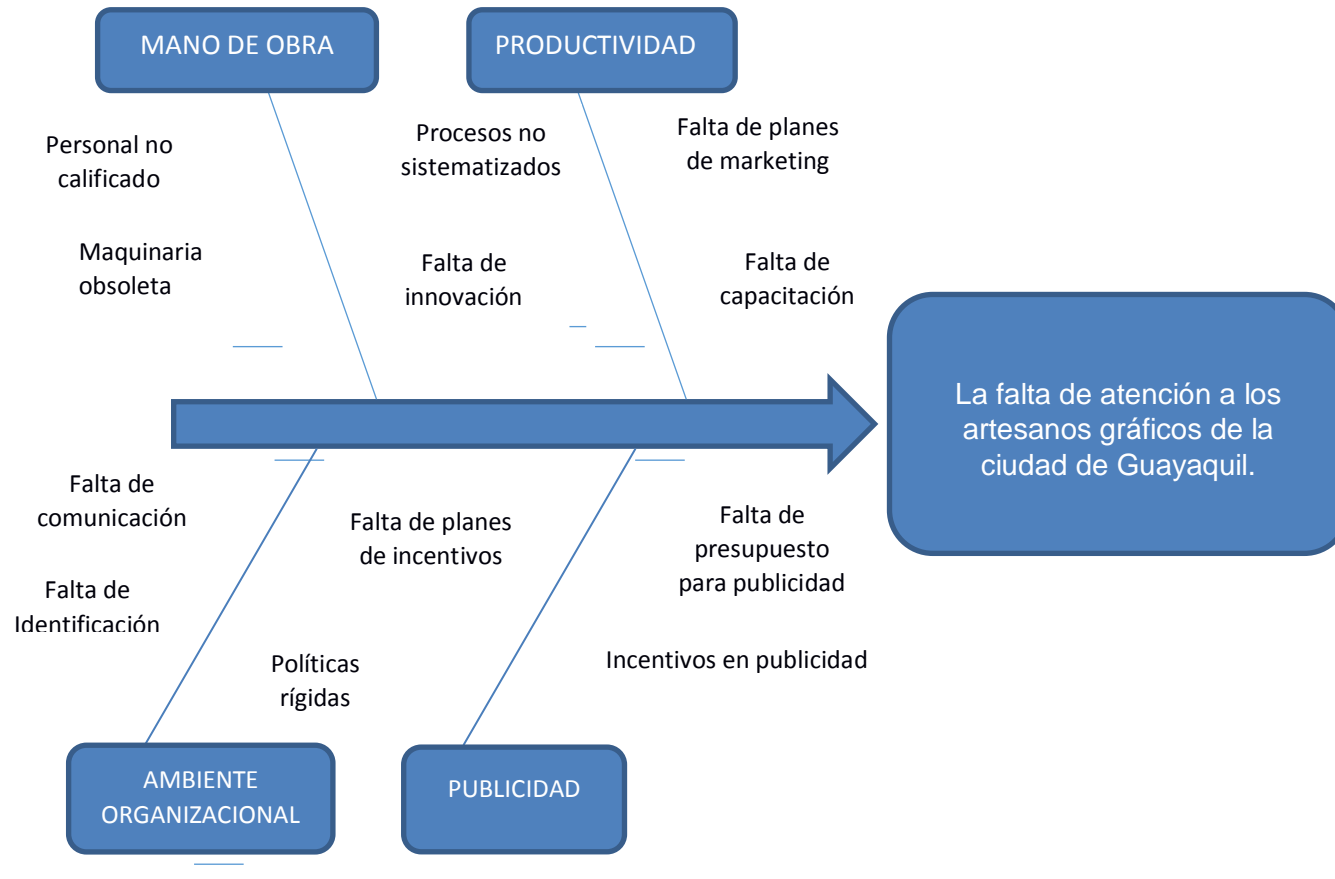 MANO DE OBRA
PRODUCTIVIDAD
Personal no
calificado
Maquinaria
obsoleta
Procesos no
sistematizados
Falta de
innovación
Falta de planes
de marketing
Falta de
capacitación
La falta de atención a los
artesanos gráficos de la
ciudad de Guayaquil.
Falta de
comunicación
Falta de
Identificación
Falta de planes
de incentivos
Políticas
rígidas
Falta de
presupuesto
para publicidad
Incentivos en publicidad
AMBIENTE
ORGANIZACIONAL
PUBLICIDAD